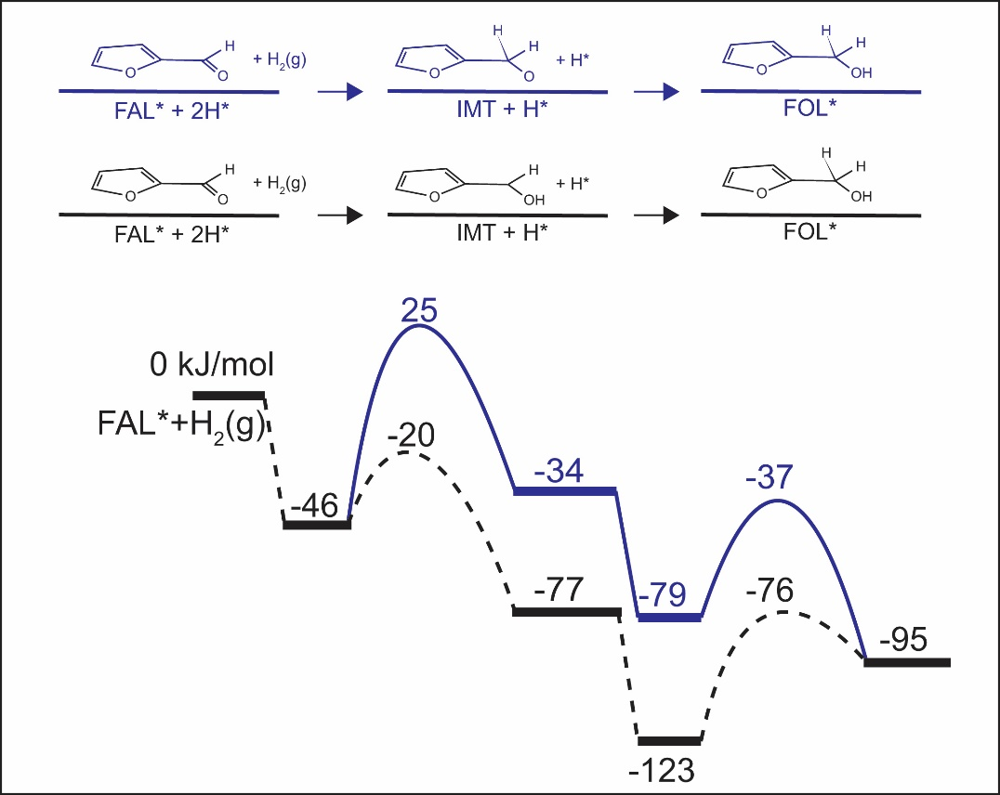 H
O
O
+ H2(g)
FAL* + 2H*
H
H
O
O
+ H*
IMT + H*
H
H
O
OH
FOL*
H
O
O
+ H2(g)
FAL* + 2H*
H
O
OH
+ H*
IMT + H*
H
H
O
OH
FOL*
25
0 kJ/mol
FAL*+H2(g)
-20
-46
-34
-37
-77
-79
-76
-95
-123